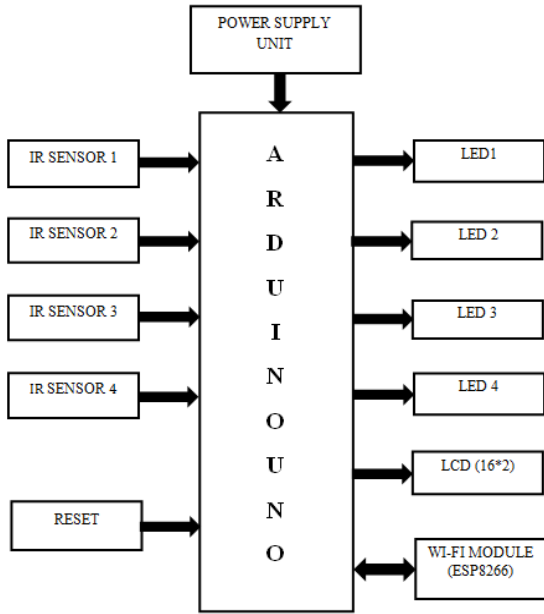 POWER SUPPLY
UNIT
IR SENSOR 1
IR SENSOR 2
IR SENSOR 3
IR SENSOR 4
RESET
A
R
D
U
I
N
O
U
N
O
LED1
LED 2
LED 3
LED 4
LCD (16*2)
WI-FI MODULE
(ESP8266)